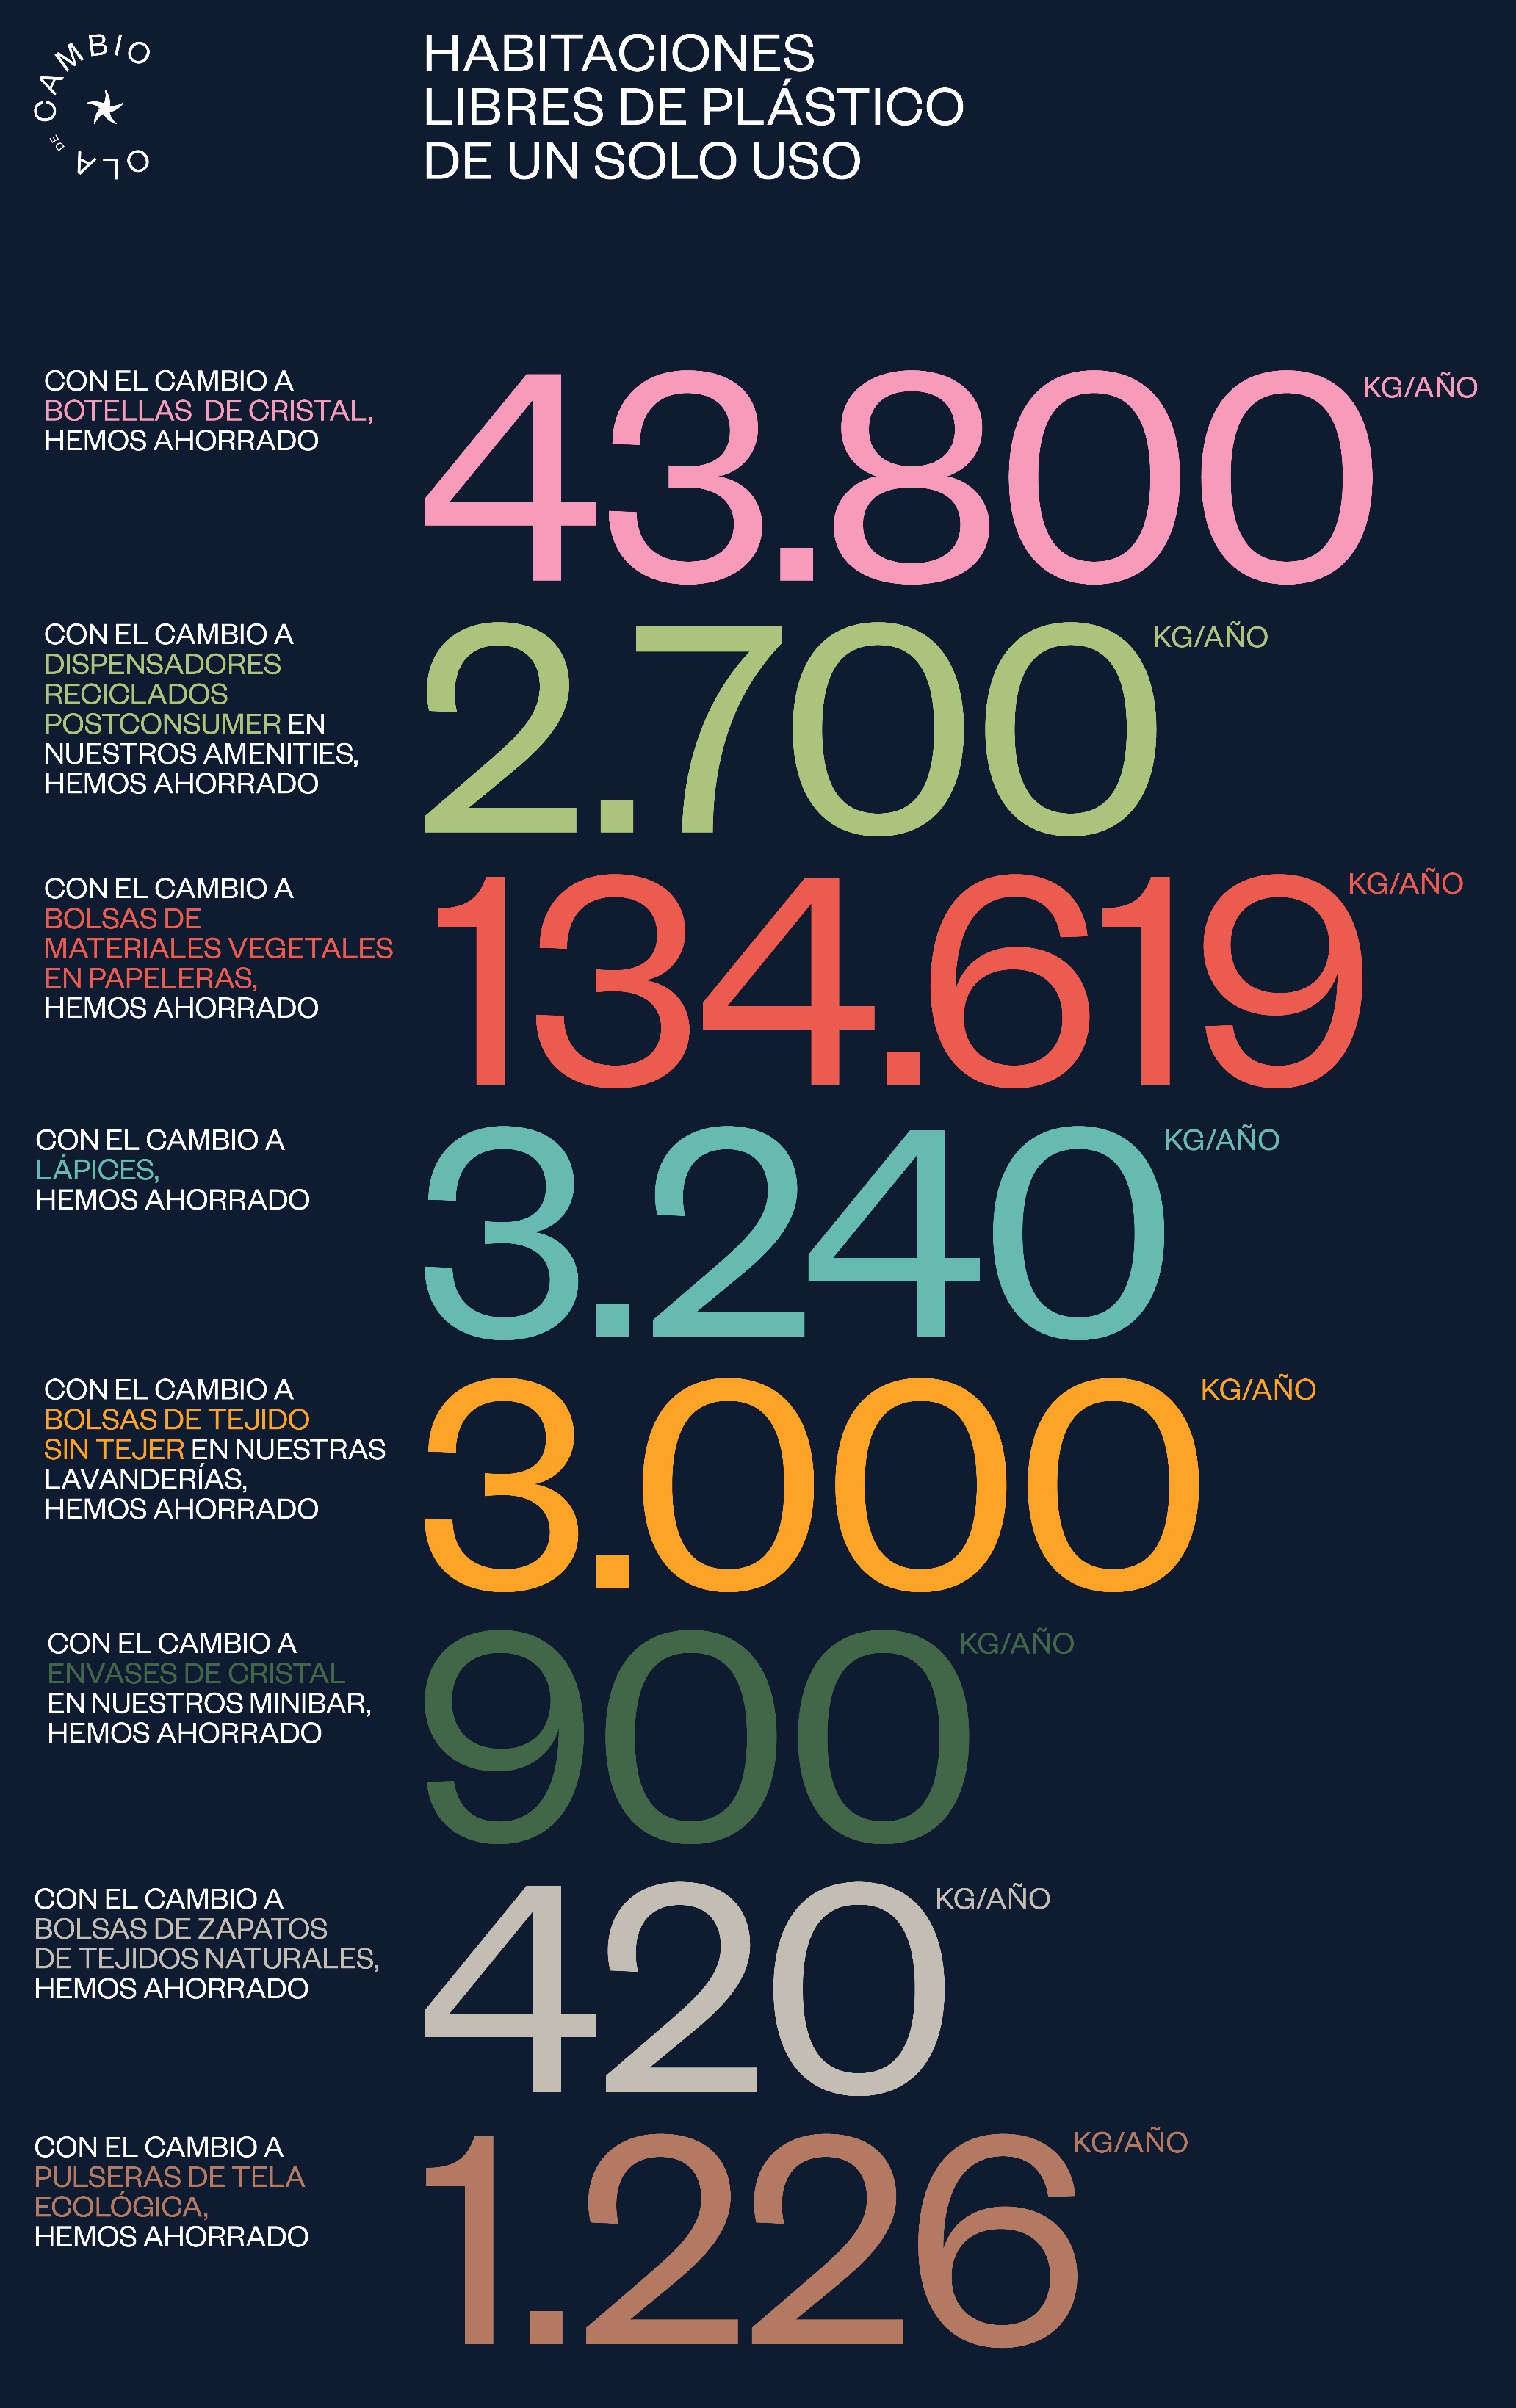 OLA DE CAMBIO
HABITACIONES
LIBRES DE PLÁSTICO
DE UN SOLO USO
CON EL CAMBIO A
BOTELLAS DE CRISTAL,
HEMOS AHORRADO
43.800 KG/AÑO
CON EL CAMBIO A
DISPENSADORES
RECICLADOS
POSTCONSUMER EN
NUESTROS AMENITIES,
HEMOS AHORRADO
2.700 KG/AÑO
CON EL CAMBIO A
BOLSAS DE
MATERIALES VEGETALES
EN PAPELERAS,
HEMOS AHORRADO
134.619 KG/AÑO
CON EL CAMBIO A
LÁPICES,
HEMOS AHORRADO
3.240 KG/AÑO
CON EL CAMBIO A
BOLSAS DE TEJIDO
SIN TEJER EN NUESTRAS
LAVANDERÍAS,
HEMOS AHORRADO
3.000 KG/AÑO
CON EL CAMBIO A
ENVASES DE CRISTAL
EN NUESTROS MINIBAR,
HEMOS AHORRADO
900 KG/AÑO
CON EL CAMBIO A
BOLSAS DE ZAPATOS
DE TEJIDOS NATURALES,
HEMOS AHORRADO
420 KG/AÑO
CON EL CAMBIO A
PULSERAS DE TELA
ECOLÓGICA,
HEMOS AHORRADO
1.226 KG/AÑO